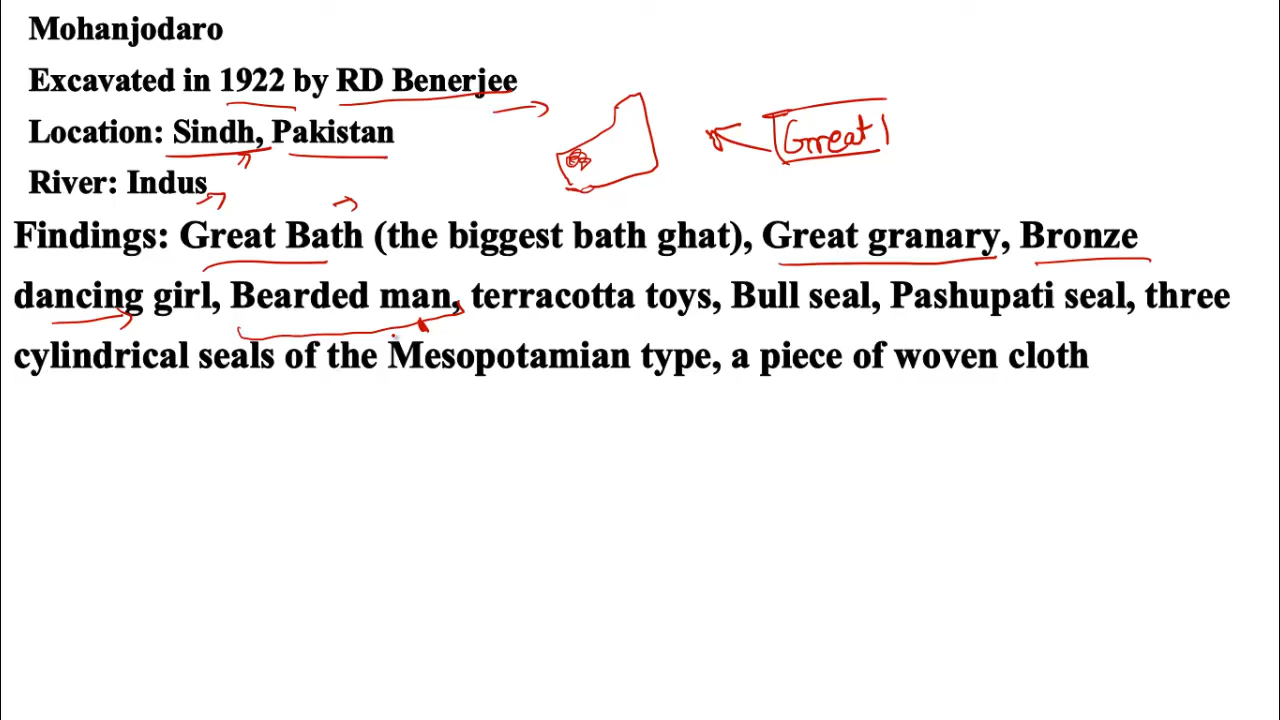 Mohanjodaro
Excavated in 1922 by RD Benerjee
Location: Sindh, Pakistan
Great
River: Indus
Findings: Great Bath (the biggest bath ghat), Great granary, Bronze
dancing girl, Bearded man, terracotta toys, Bull seal, Pashupati seal, three
cylindrical seals of the Mesopotamian type, a piece of woven cloth